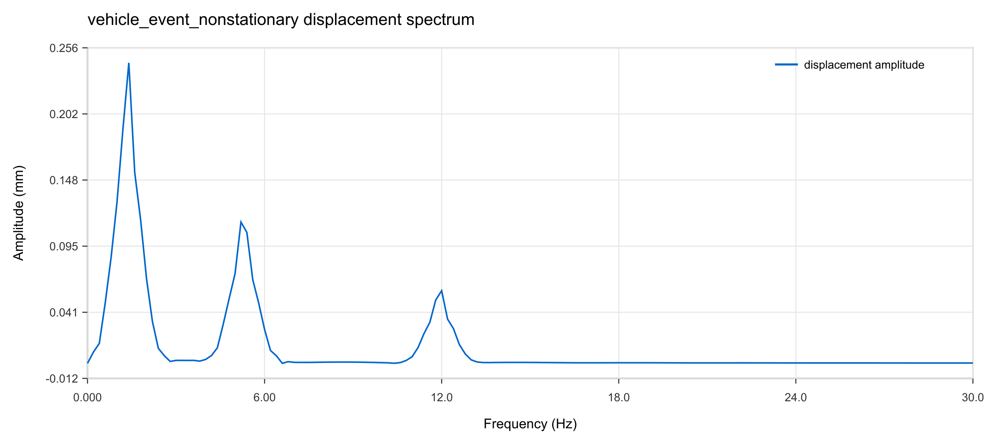 vehicle_event_nonstationary displacement spectrum
displacement amplitude
Amplitude (mm)
0.256
0.202
0.148
0.095
0.041
-0.012
0.000 6.00 12.0 18.0 24.0 30.0
Frequency (Hz)